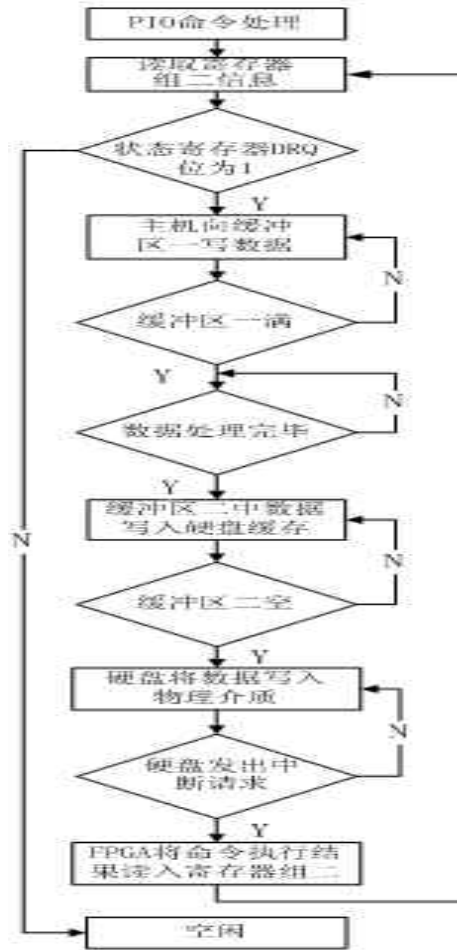 PIO命令处理
读取寄存器
组二信息
状态寄存器DRQ
位为1
Y
主机向缓冲
区一写数据
N
缓冲区一满
Y
N
数据处理完毕
Y
缓冲区二中数据
写入硬盘缓存
N
N
缓冲区二空
Y
硬盘将数据写入
物理介质
N
硬盘发出中
断请求
Y
FPGA将命令执行结
果读入寄存器组二
空闲